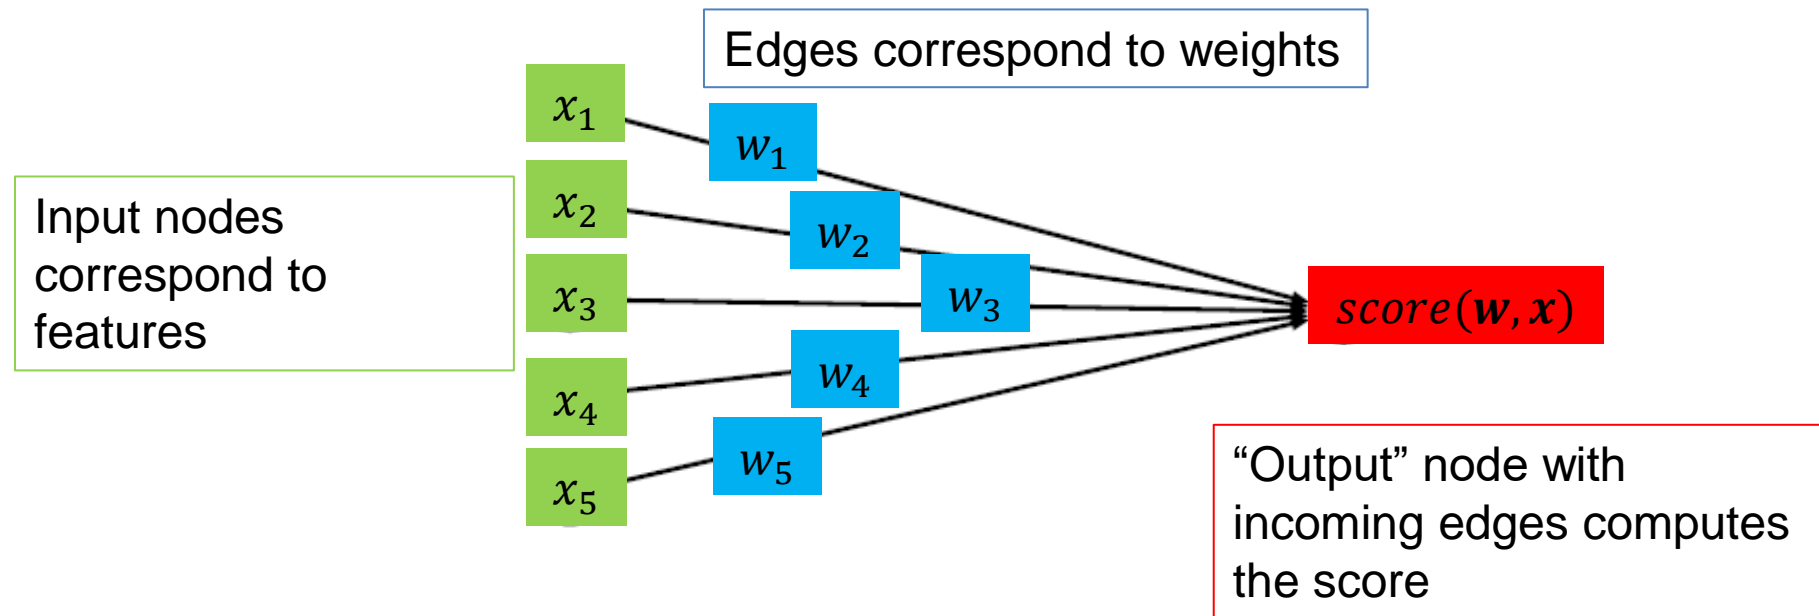 Edges correspond to weights
x₁
w₁
Input nodes
correspond to
features
x₂
w₂
x₃
w₃
score(w, x)
x₄
w₄
x₅
w₅
“Output” node with
incoming edges computes
the score